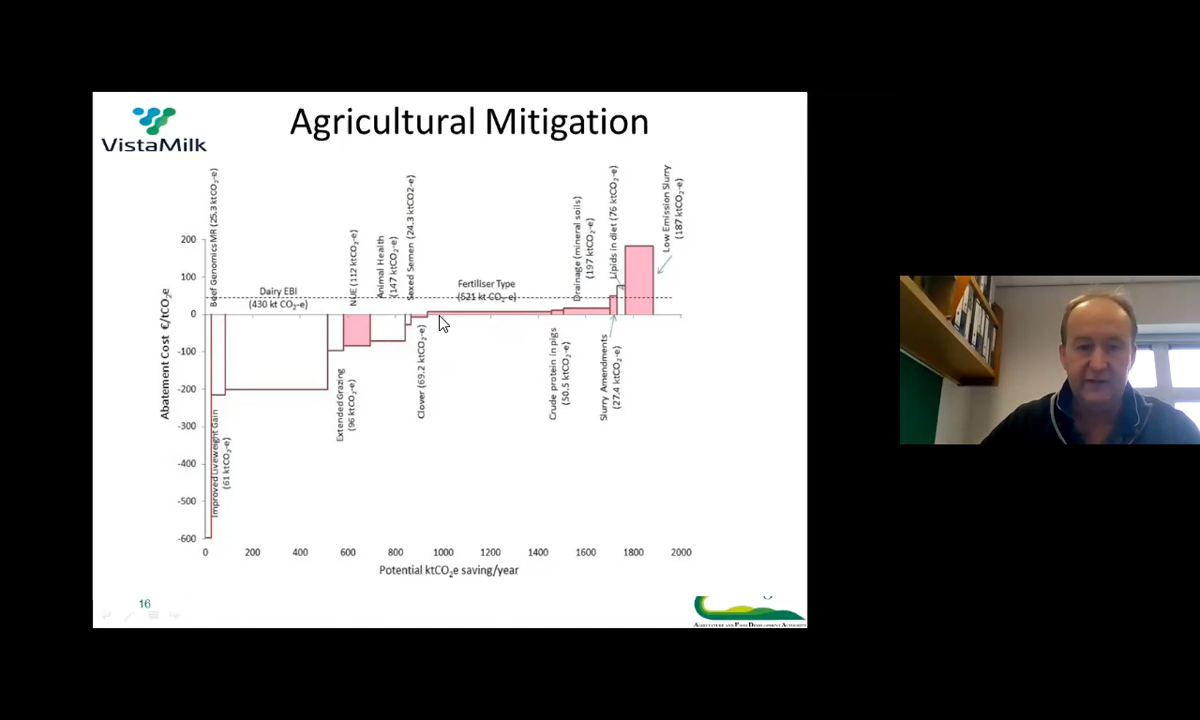 VistaMilk
Agricultural Mitigation
Beef Genomics MR (25.3 ktCO₂-e)
Dairy EBI
(430 kt CO₂-e)
NUE (112 ktCO₂-e)
Animal Health
(147 ktCO₂-e)
Sexed Semen (24.3 ktCO2-e)
Fertiliser Type
(521 kt CO₂-e)
Drainage (mineral soils)
(197 ktCO₂-e)
Lipids in diet (76 ktCO₂-e)
Low Emission Slurry
(187 ktCO₂-e)
Improved Liveweight Gain
(61 ktCO₂-e)
Extended Grazing
(96 ktCO₂-e)
Clover (69.2 ktCO₂-e)
Crude protein in pigs
(50.5 ktCO₂-e)
Slurry Amendments
(27.4 ktCO₂-e)
Abatement Cost €/tCO₂e
200
100
0
-100
-200
-300
-400
-500
-600
0 200 400 600 800 1000 1200 1400 1600 1800 2000
Potential ktCO₂e saving/year
16
Agriculture and Food Development Authority